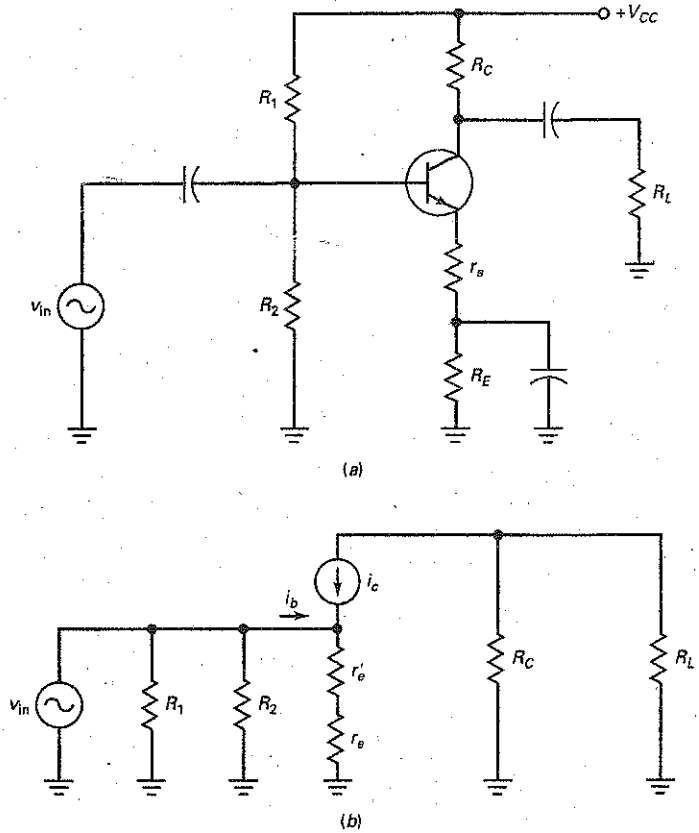 +V_CC
R_C
R_1
R_L
r_e
v_in
R_2
R_E
(a)
i_c
i_b
r'_e
R_C
R_L
v_in
R_1
R_2
r_e
(b)